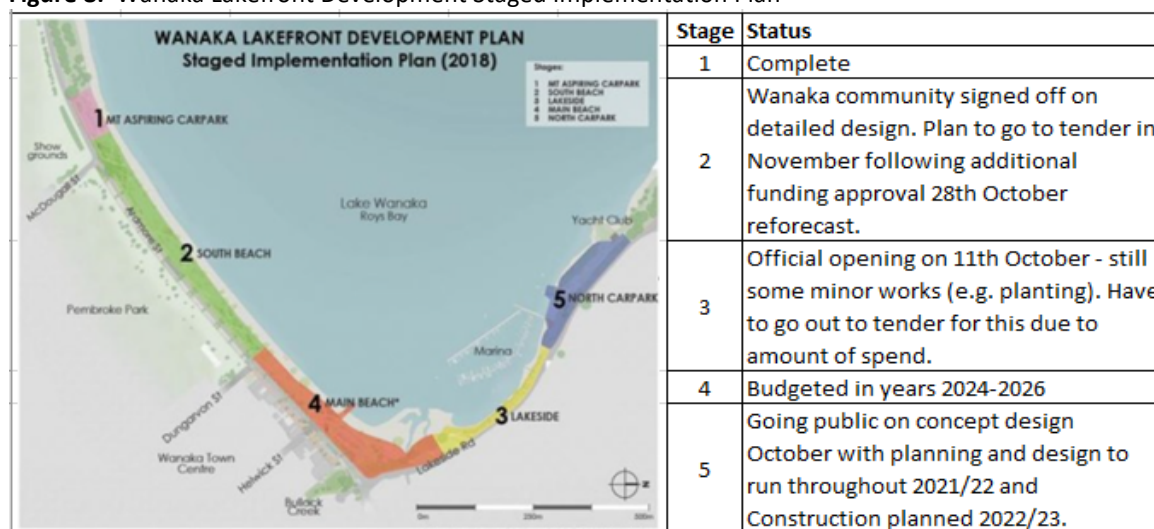 Figure 3: Wanaka Lakefront Development Staged Implementation Plan
WANAKA LAKEFRONT DEVELOPMENT PLAN
Staged Implementation Plan (2018)
Stages:
1 MT ASPIRING CARPARK
2 SOUTH BEACH
3 LAKESIDE
4 MAIN BEACH
5 NORTH CARPARK
1 MT ASPIRING CARPARK
Show
grounds
McDougall St
Ardmore St
Lake Wanaka
Roys Bay
Yacht Club
2 SOUTH BEACH
5 NORTH CARPARK
Pembroke Park
Marina
4 MAIN BEACH*
3 LAKESIDE
Dungarvon St
Lakeside Rd
Wanaka Town
Centre
Helwick St
Bullock
Creek
0m 250m 500m
Stage Status
1 Complete
2 Wanaka community signed off on
detailed design. Plan to go to tender in
November following additional
funding approval 28th October
reforecast.
3 Official opening on 11th October - still
some minor works (e.g. planting). Have
to go out to tender for this due to
amount of spend.
4 Budgeted in years 2024-2026
5 Going public on concept design
October with planning and design to
run throughout 2021/22 and
Construction planned 2022/23.